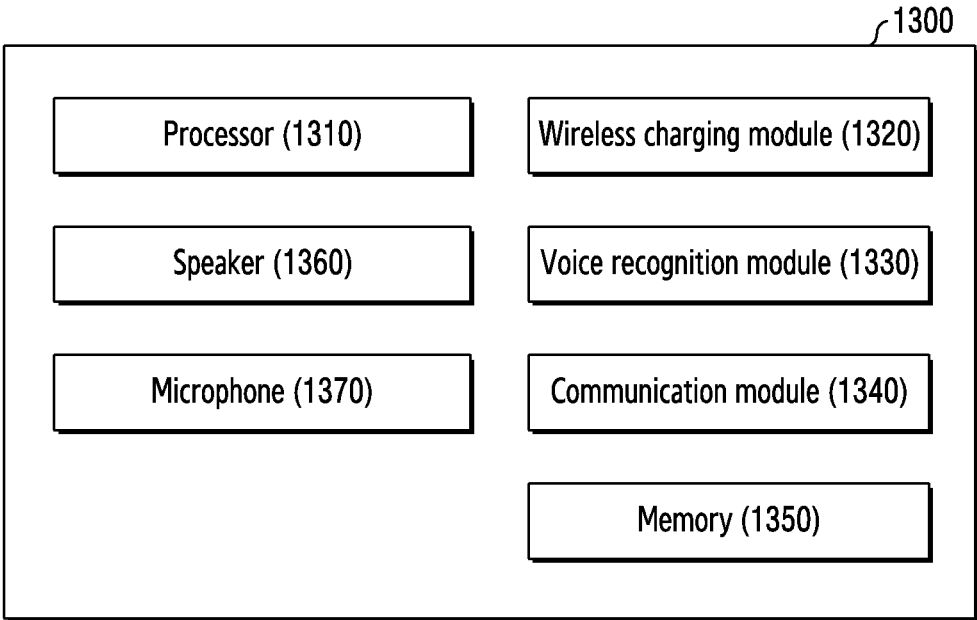 1300
Processor (1310)
Wireless charging module (1320)
Speaker (1360)
Voice recognition module (1330)
Microphone (1370)
Communication module (1340)
Memory (1350)